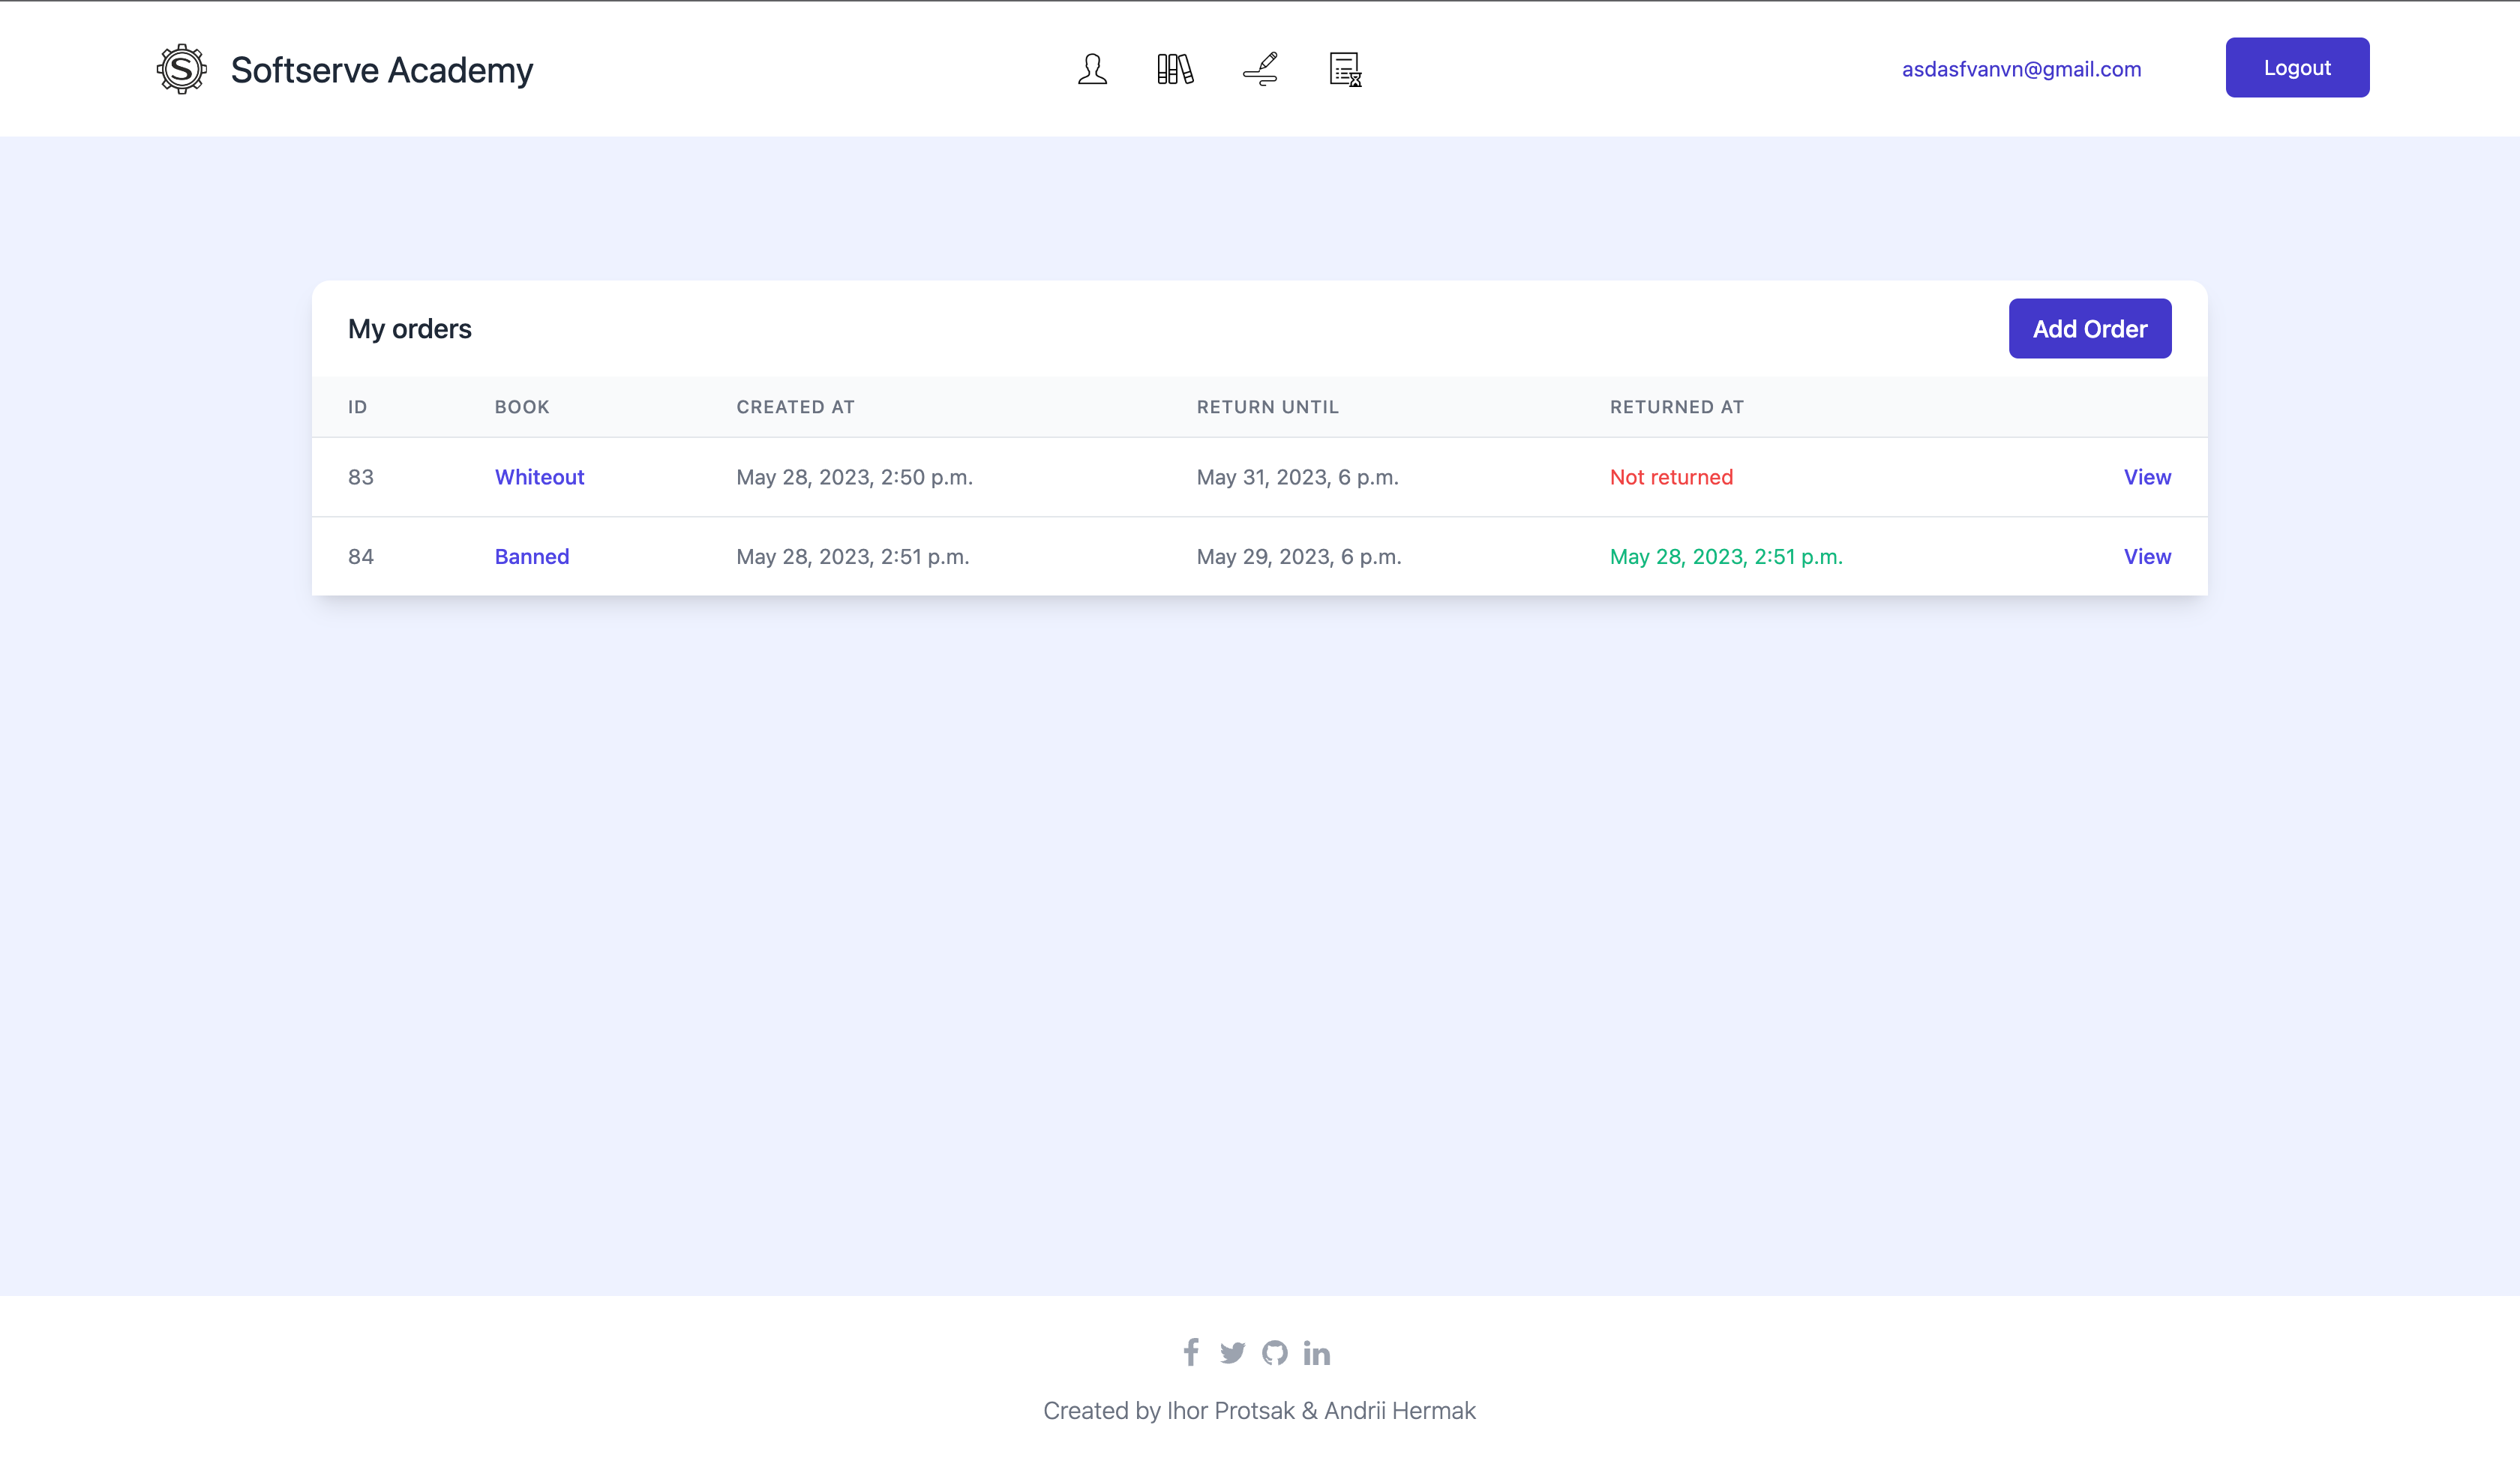 Softserve Academy
asdasfvanvn@gmail.com
Logout
My orders
Add Order
ID BOOK CREATED AT RETURN UNTIL RETURNED AT
83 Whiteout May 28, 2023, 2:50 p.m. May 31, 2023, 6 p.m. Not returned View
84 Banned May 28, 2023, 2:51 p.m. May 29, 2023, 6 p.m. May 28, 2023, 2:51 p.m. View
Created by Ihor Protsak & Andrii Hermak